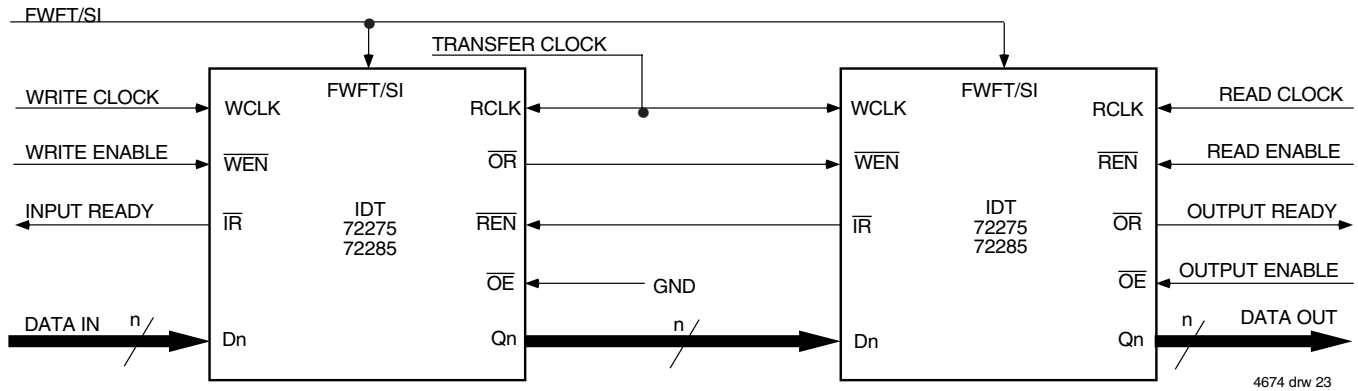 FWFT/SI
TRANSFER CLOCK
WRITE CLOCK
WRITE ENABLE
INPUT READY
DATA IN
n
FWFT/SI
WCLK
WEN
IR
Dn
IDT
72275
72285
RCLK
OR
REN
OE
Qn
GND
n
FWFT/SI
WCLK
WEN
IR
Dn
IDT
72275
72285
RCLK
REN
OR
OE
Qn
READ CLOCK
READ ENABLE
OUTPUT READY
OUTPUT ENABLE
n
DATA OUT
4674 drw 23